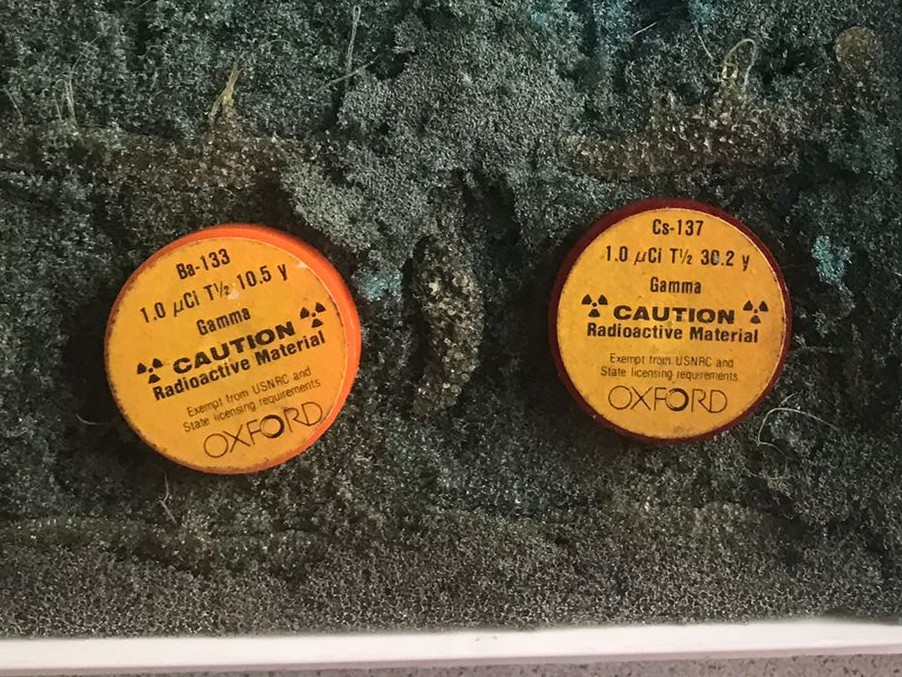 Ba-133
1.0 µCi T½ 10.5 y
Gamma
CAUTION
Radioactive Material
Exempt from USNRC and
State licensing requirements
OXFORD
Cs-137
1.0 µCi T½ 30.2 y
Gamma
CAUTION
Radioactive Material
Exempt from USNRC and
State licensing requirements
OXFORD